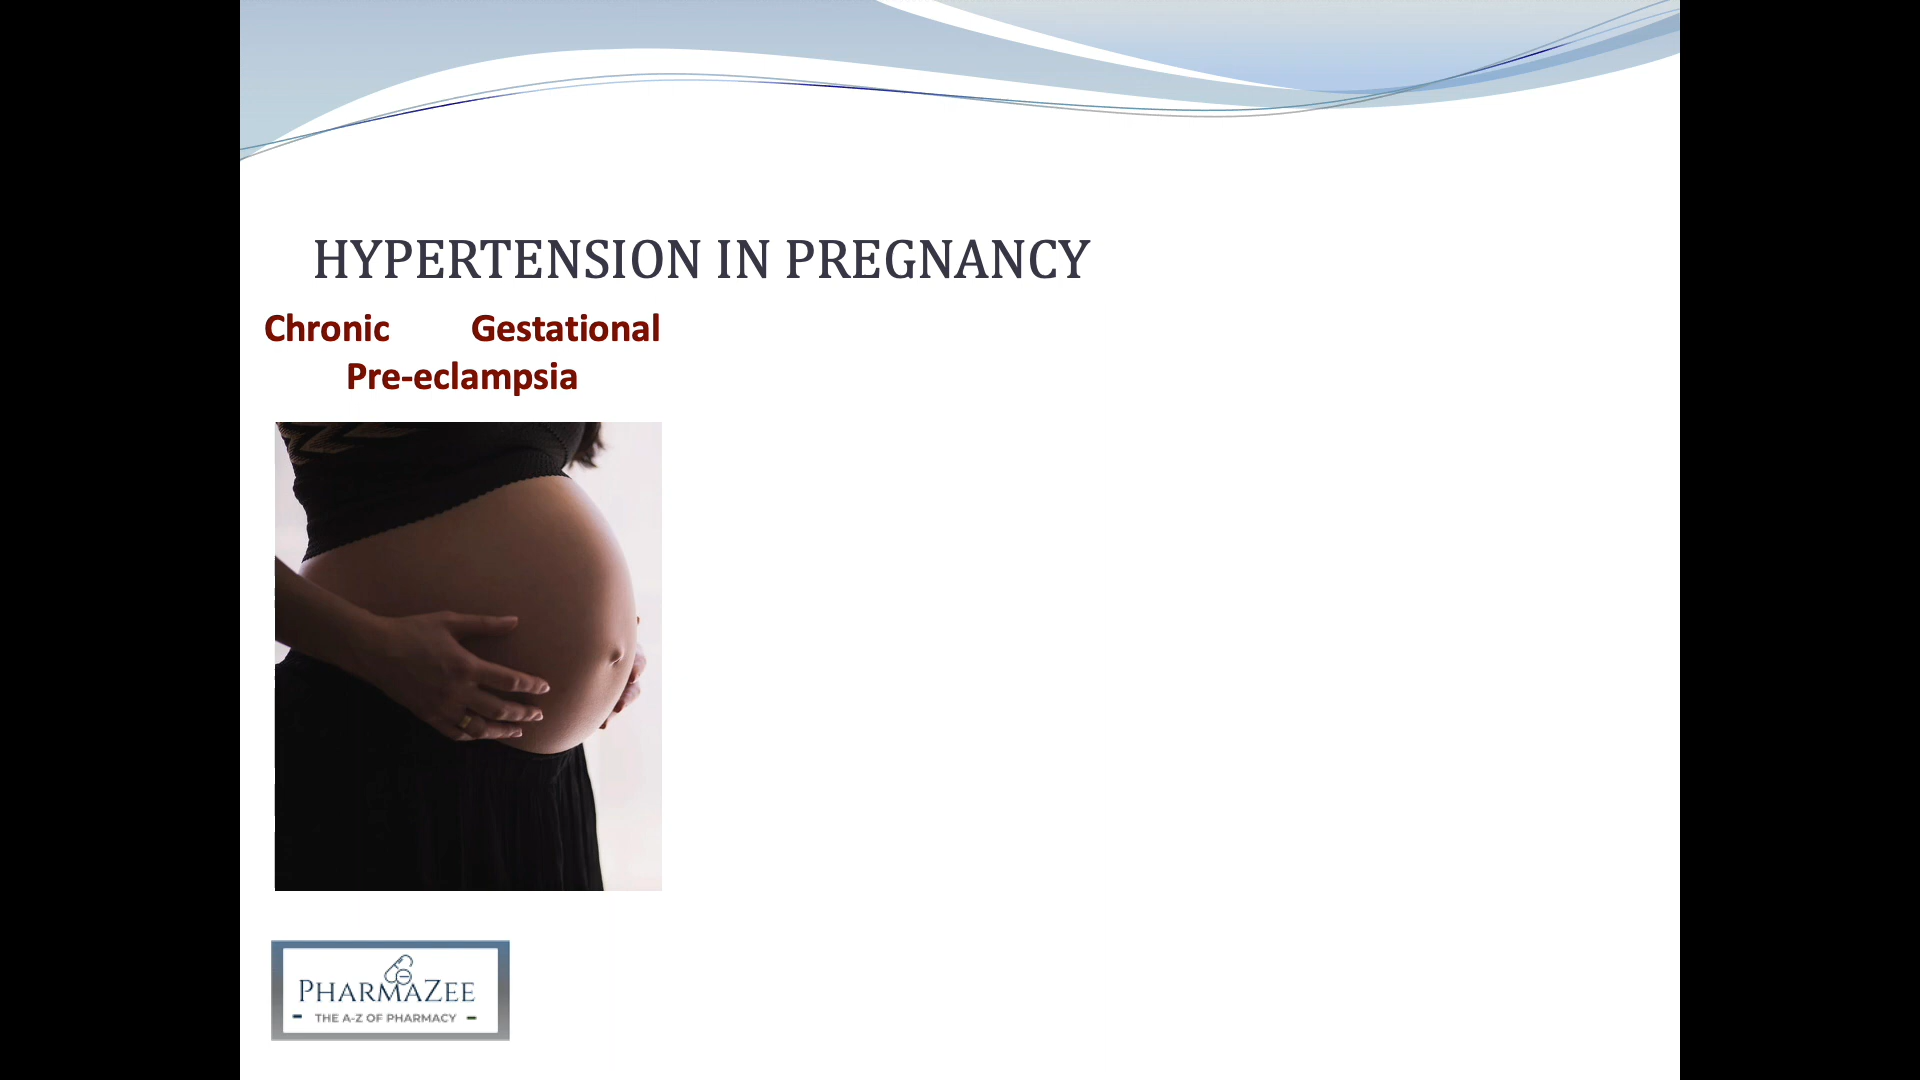 HYPERTENSION IN PREGNANCY
Chronic Gestational
Pre-eclampsia
PHARMAZEE
THE A-Z OF PHARMACY